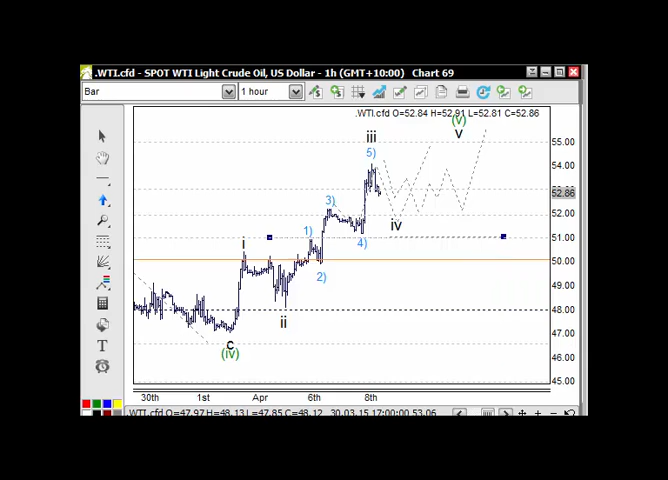 .WTI.cfd - SPOT WTI Light Crude Oil, US Dollar - 1h (GMT+10:00) Chart 69
Bar
1 hour
.WTI.cfd O=52.84 H=52.91 L=52.81 C=52.86
(v)
v
iii
5)
55.00
54.00
52.86
3)
52.00
iv
i
1)
4)
51.00
2)
50.00
49.00
ii
48.00
47.00
c
(iv)
46.00
45.00
30th
1st
Apr
6th
8th
.WTI.cfd O=47.97 H=48.13 L=47.85 C=48.12 30.03.15 17:00:00 53.06